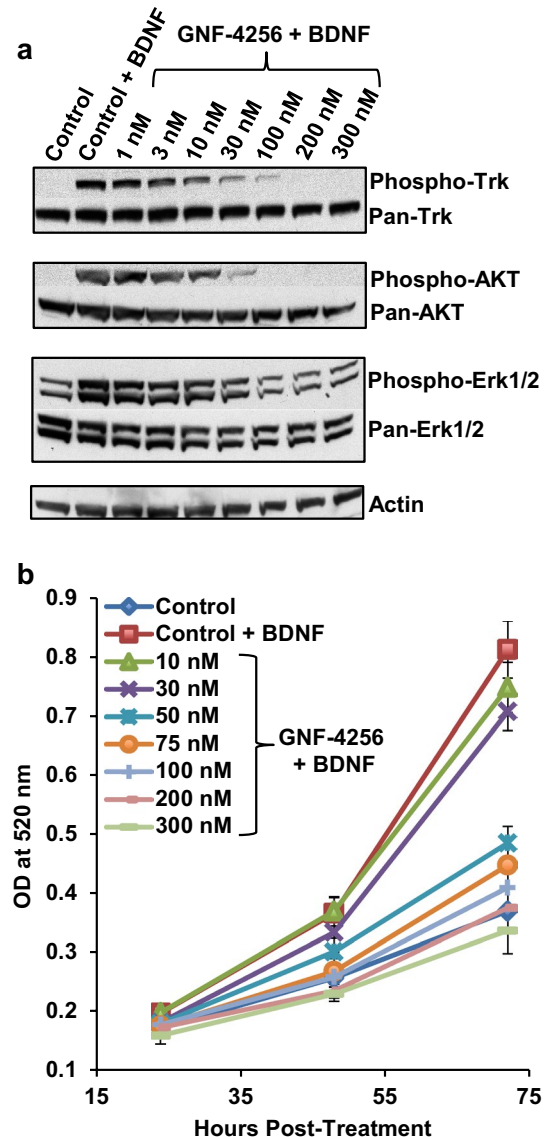 a
GNF-4256 + BDNF
Control
Control + BDNF
1 nM
3 nM
10 nM
30 nM
100 nM
200 nM
300 nM
Phospho-Trk
Pan-Trk
Phospho-AKT
Pan-AKT
Phospho-Erk1/2
Pan-Erk1/2
Actin
b
0.9
0.8
0.7
0.6
0.5
0.4
0.3
0.2
0.1
OD at 520 nm
Control
Control + BDNF
10 nM
30 nM
50 nM
75 nM
100 nM
200 nM
300 nM
GNF-4256
+ BDNF
15
35
55
75
Hours Post-Treatment